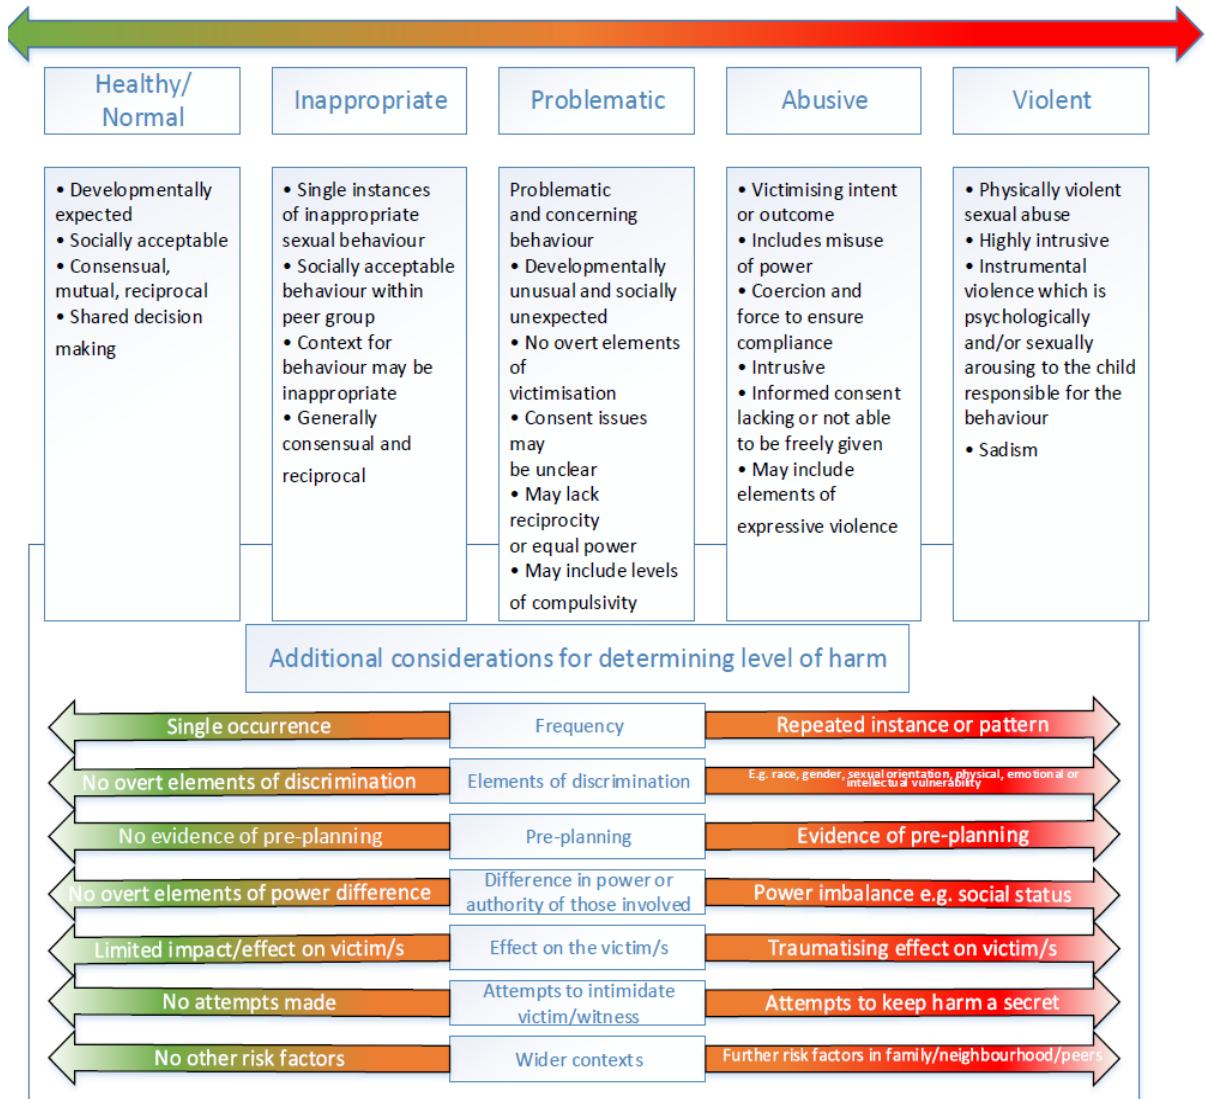 Healthy/
Normal
Inappropriate
Problematic
Abusive
Violent
• Developmentally
expected
• Socially acceptable
• Consensual,
mutual, reciprocal
• Shared decision
making
• Single instances
of inappropriate
sexual behaviour
• Socially acceptable
behaviour within
peer group
• Context for
behaviour may be
inappropriate
• Generally
consensual and
reciprocal
Problematic
and concerning
behaviour
• Developmentally
unusual and socially
unexpected
• No overt elements
of
victimisation
• Consent issues
may
be unclear
• May lack
reciprocity
or equal power
• May include levels
of compulsivity
• Victimising intent
or outcome
• Includes misuse
of power
• Coercion and
force to ensure
compliance
• Intrusive
• Informed consent
lacking or not able
to be freely given
• May include
elements of
expressive violence
• Physically violent
sexual abuse
• Highly intrusive
• Instrumental
violence which is
psychologically
and/or sexually
arousing to the child
responsible for the
behaviour
• Sadism
Additional considerations for determining level of harm
Single occurrence
Frequency
Repeated instance or pattern
No overt elements of discrimination
Elements of discrimination
E.g. race, gender, sexual orientation, physical, emotional or
intellectual vulnerability
No evidence of pre-planning
Pre-planning
Evidence of pre-planning
No overt elements of power difference
Difference in power or
authority of those involved
Power imbalance e.g. social status
Limited impact/effect on victim/s
Effect on the victim/s
Traumatising effect on victim/s
No attempts made
Attempts to intimidate
victim/witness
Attempts to keep harm a secret
No other risk factors
Wider contexts
Further risk factors in family/neighbourhood/peers